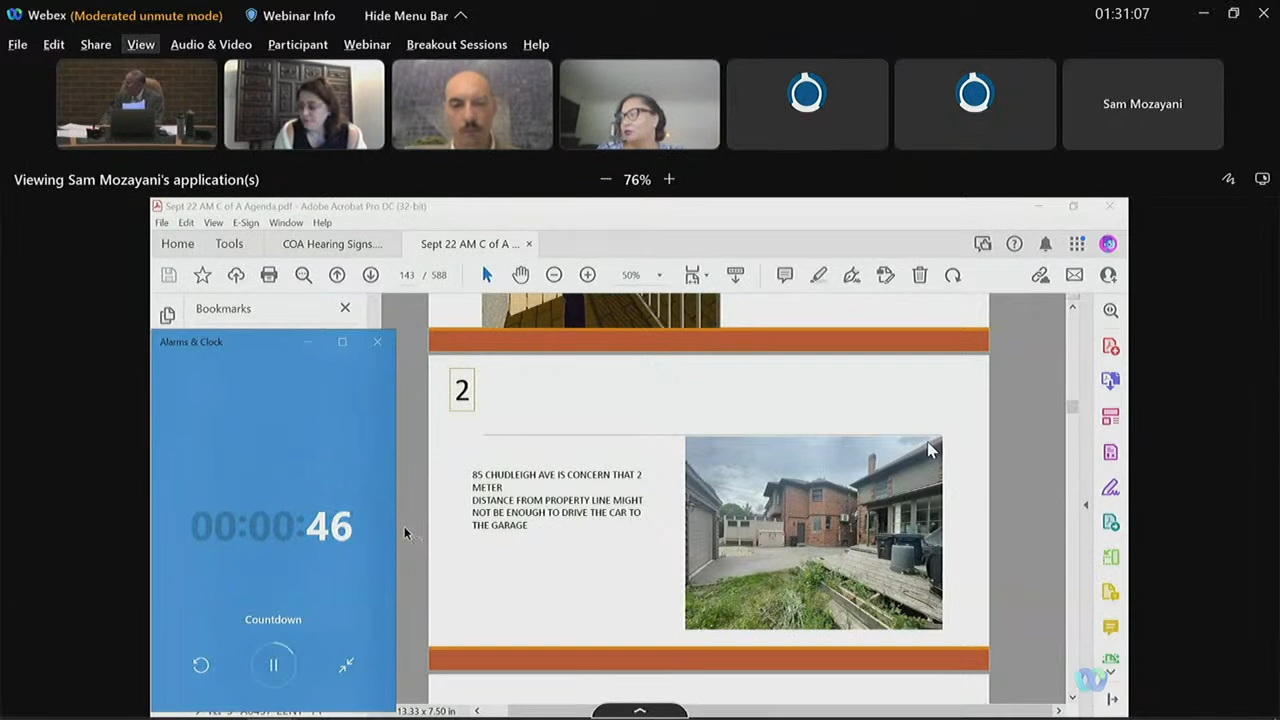 Webex (Moderated unmute mode) Webinar Info Hide Menu Bar 01:31:07
File Edit Share View Audio & Video Participant Webinar Breakout Sessions Help
Sam Mozayani
Viewing Sam Mozayani's application(s) 76%
Sept 22 AM C of A Agenda.pdf - Adobe Acrobat Pro DC (32-bit)
File Edit View E-Sign Window Help
Home Tools COA Hearing Signs.... Sept 22 AM C of A ...
143 / 588 50%
Bookmarks
Alarms & Clock
2
85 CHUDLEIGH AVE IS CONCERN THAT 2
METER
DISTANCE FROM PROPERTY LINE MIGHT
NOT BE ENOUGH TO DRIVE THE CAR TO
THE GARAGE
00:00:46
Countdown
13.33 x 7.50 in